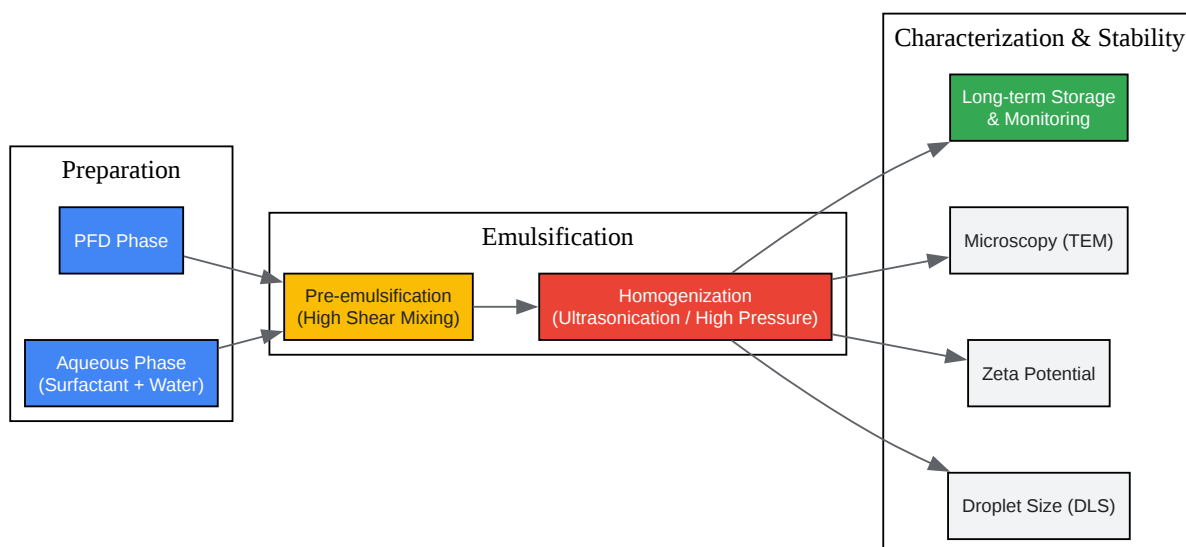 Preparation
PFD Phase
Aqueous Phase
(Surfactant + Water)
Emulsification
Pre-emulsification
(High Shear Mixing)
Homogenization
(Ultrasonication / High Pressure)
Characterization & Stability
Long-term Storage
& Monitoring
Microscopy (TEM)
Zeta Potential
Droplet Size (DLS)